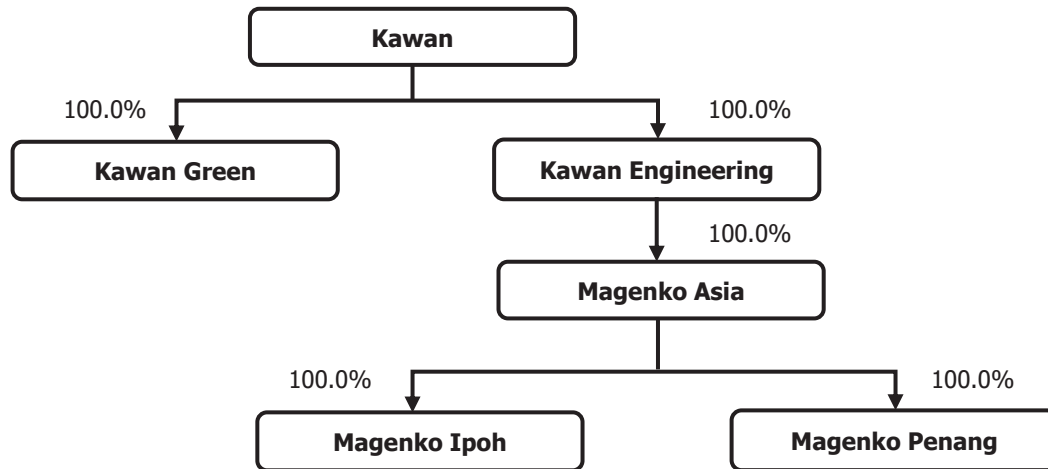 Kawan
100.0%
100.0%
Kawan Green
Kawan Engineering
100.0%
Magenko Asia
100.0%
100.0%
Magenko Ipoh
Magenko Penang